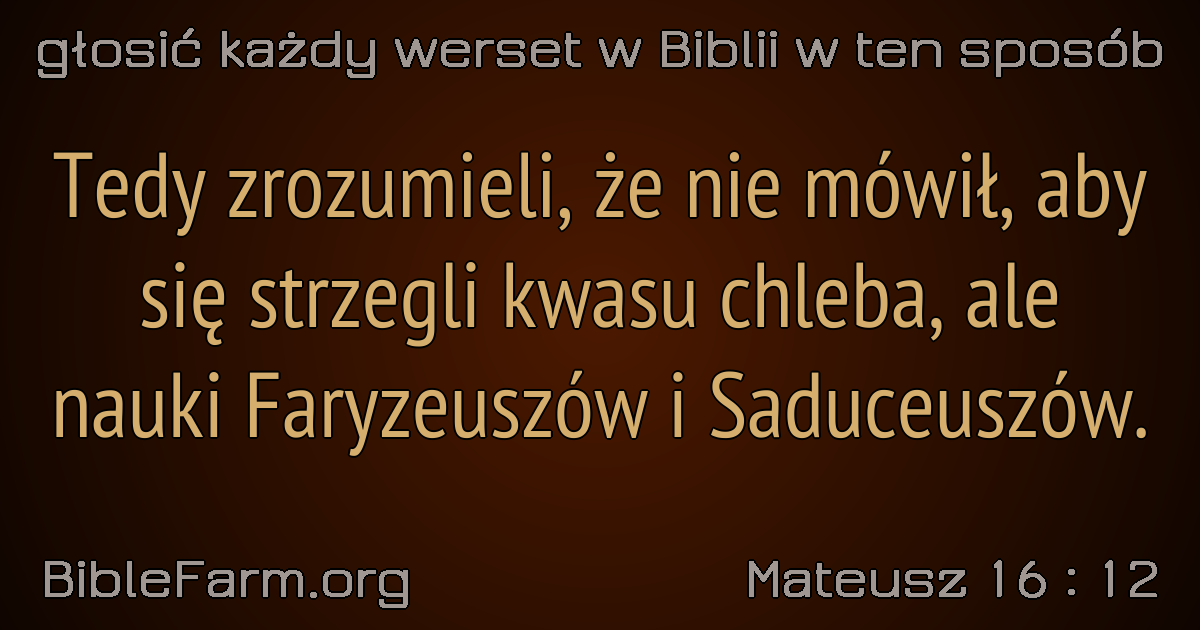 głosić każdy werset w Biblii w ten sposób
Tedy zrozumieli, że nie mówił, aby
się strzegli kwasu chleba, ale
nauki Faryzeuszów i Saduceuszów.
BibleFarm.org
Mateusz 16 : 12